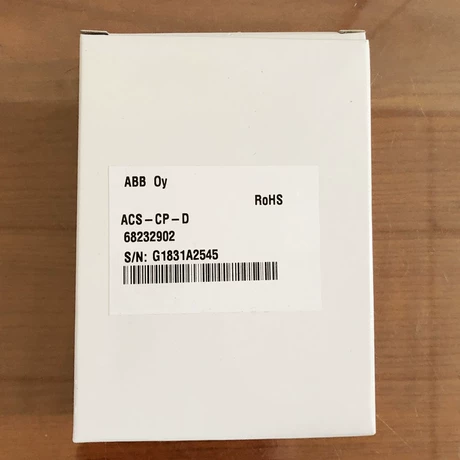 ABB Oy
RoHS
ACS-CP-D
68232902
S/N: G1831A2545